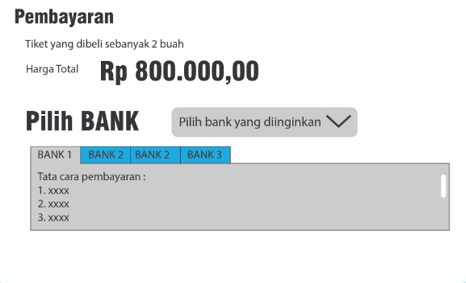 Pembayaran
Tiket yang dibeli sebanyak 2 buah
Harga Total Rp 800.000,00
Pilih BANK Pilih bank yang diinginkan
BANK 1 BANK 2 BANK 2 BANK 3
Tata cara pembayaran :
1. xxxx
2. xxxx
3. xxxx